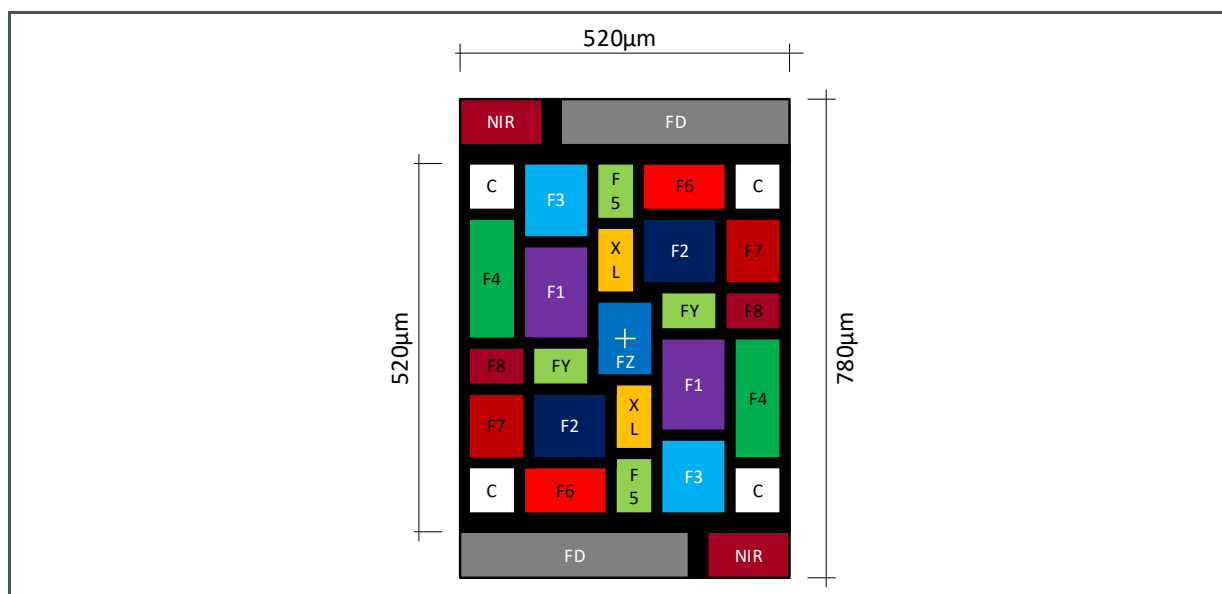 520µm
NIR FD
C F3 F
5 F6 C
F4 F1 X
L F2 F7
FY F8
520µm
780µm
FZ
F8 FY F1 F4
F7 F2 X
L
F3
C F6 F
5 C
FD NIR